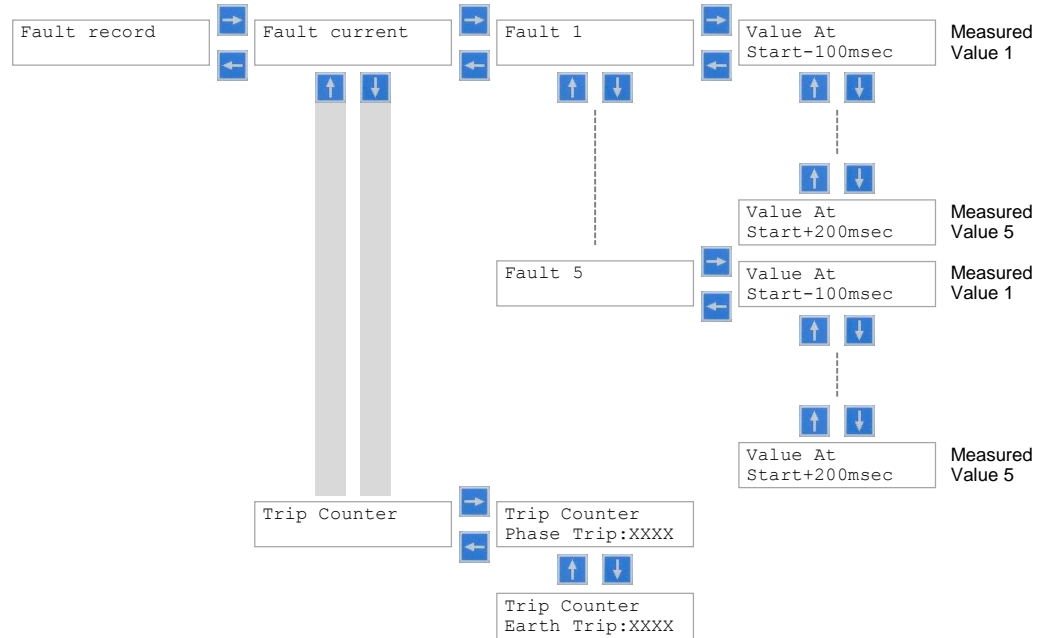 Fault record
Fault current
Fault 1
Value At
Start-100msec
Measured
Value 1
Value At
Start+200msec
Measured
Value 5
Fault 5
Value At
Start-100msec
Measured
Value 1
Value At
Start+200msec
Measured
Value 5
Trip Counter
Trip Counter
Phase Trip:XXXX
Trip Counter
Earth Trip:XXXX